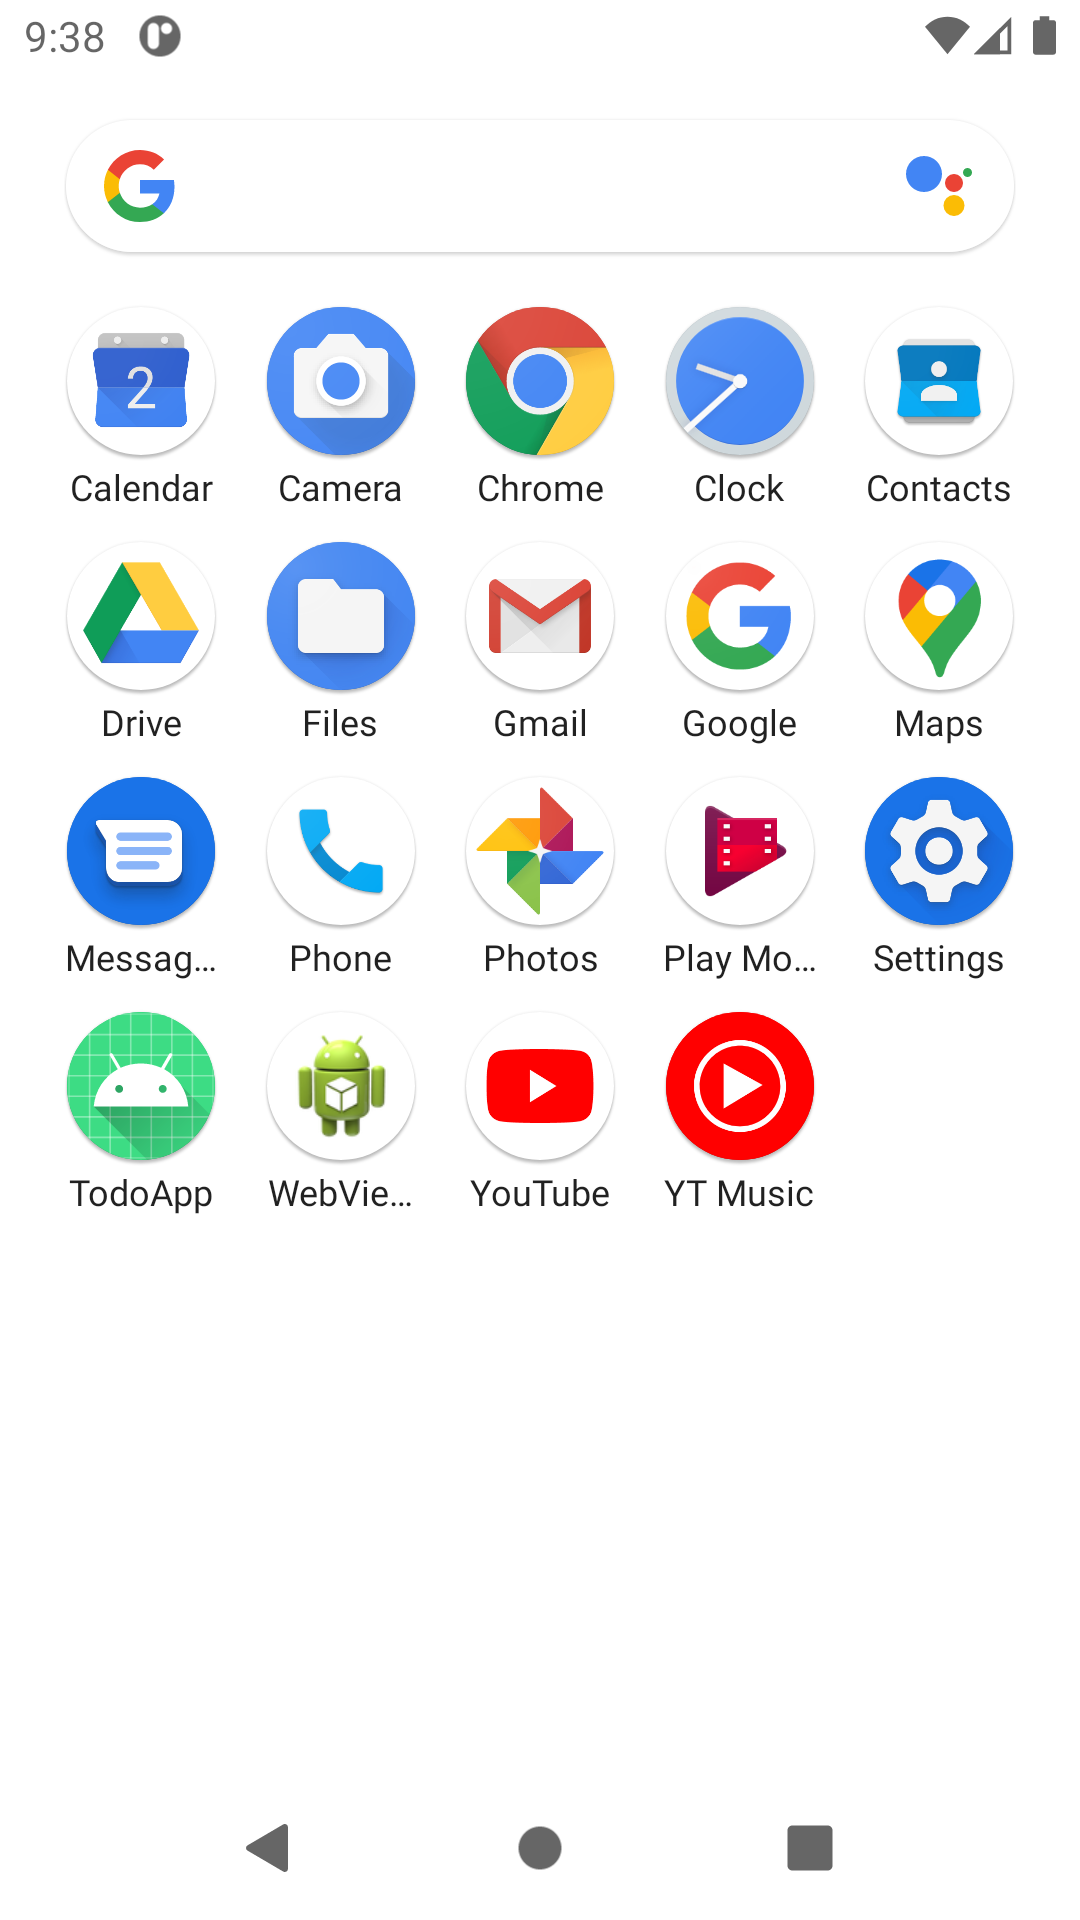 9:38
Calendar Camera Chrome Clock Contacts
Drive Files Gmail Google Maps
Messag... Phone Photos Play Mo... Settings
TodoApp WebVie... YouTube YT Music
2